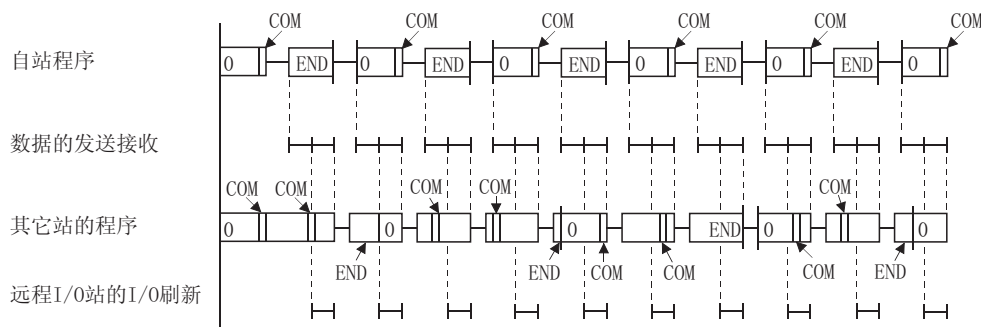 COM COM COM COM COM COM
自站程序 0 END 0 END 0 END 0 END 0 END 0
数据的发送接收
COM COM COM COM COM
其它站的程序 0 0 0 END 0
END END COM COM COM END
远程I/O站的I/O刷新